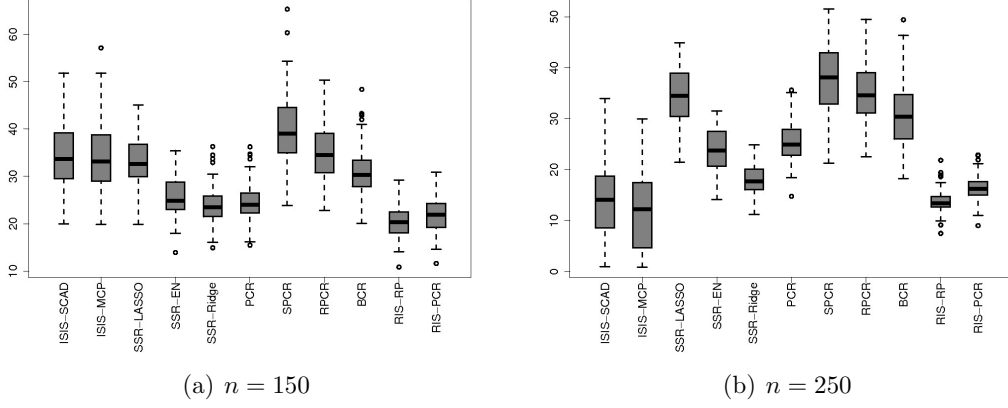 60
50
40
30
20
10
ISIS−SCAD
ISIS−MCP
SSR−LASSO
SSR−EN
SSR−Ridge
PCR
SPCR
RPCR
BCR
RIS−RP
RIS−PCR
(a) n = 150
50
40
30
20
10
0
ISIS−SCAD
ISIS−MCP
SSR−LASSO
SSR−EN
SSR−Ridge
PCR
SPCR
RPCR
BCR
RIS−RP
RIS−PCR
(b) n = 250